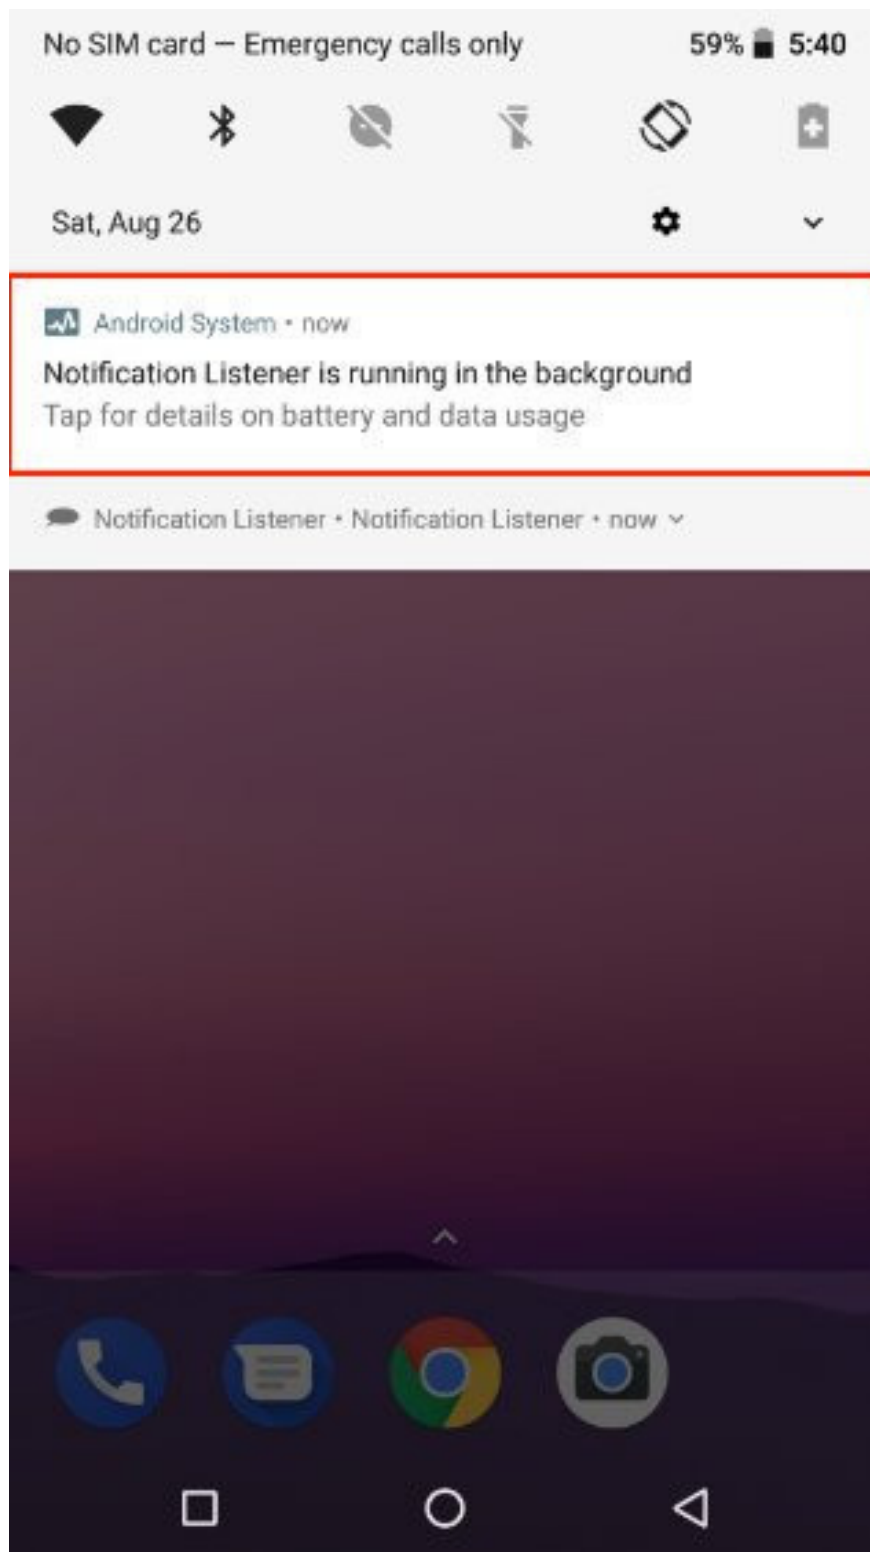 No SIM card — Emergency calls only 59% 5:40
Sat, Aug 26
Android System • now
Notification Listener is running in the background
Tap for details on battery and data usage
Notification Listener • Notification Listener • now